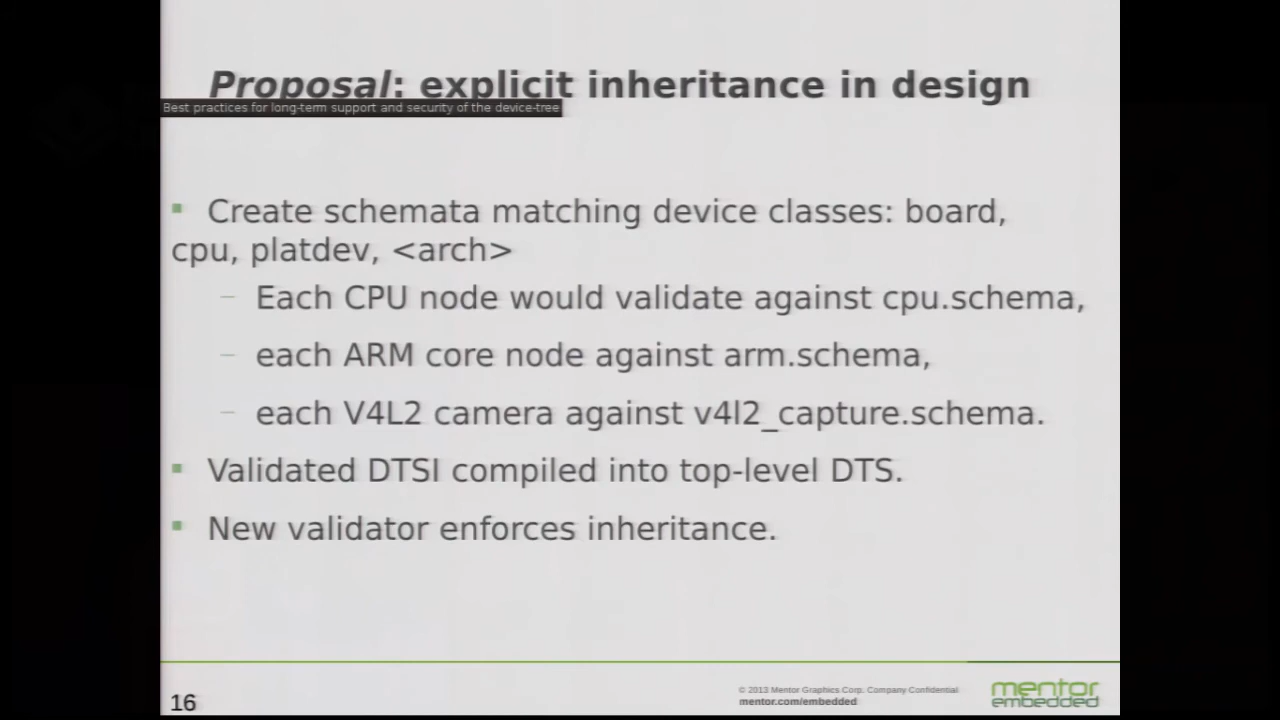 Proposal: explicit inheritance in design
Best practices for long-term support and security of the device-tree
Create schemata matching device classes: board,
cpu, platdev, <arch>
– Each CPU node would validate against cpu.schema,
– each ARM core node against arm.schema,
– each V4L2 camera against v4l2_capture.schema.
Validated DTSI compiled into top-level DTS.
New validator enforces inheritance.
16
© 2013 Mentor Graphics Corp. Company Confidential
mentor.com/embedded
mentor
embedded